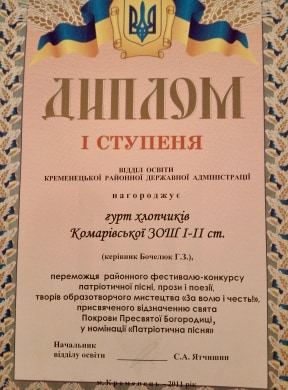 ДИПЛОМ
І СТУПЕНЯ
ВІДДІЛ ОСВІТИ
КРЕМЕНЕЦЬКОЇ РАЙОННОЇ ДЕРЖАВНОЇ АДМІНІСТРАЦІЇ
нагороджує
гурт хлопчиків
Комарівської ЗОШ І-ІІ ст.
(керівник Бочелюк Г.З.),
переможця районного фестивалю-конкурсу
патріотичної пісні, прози і поезії,
творів образотворчого мистецтва «За волю і честь!»,
присвяченого відзначенню свята
Покрови Пресвятої Богородиці,
у номінації «Патріотична пісня»
Начальник
відділу освіти С.А. Ятчишин
м. Кременець - 2011 рік